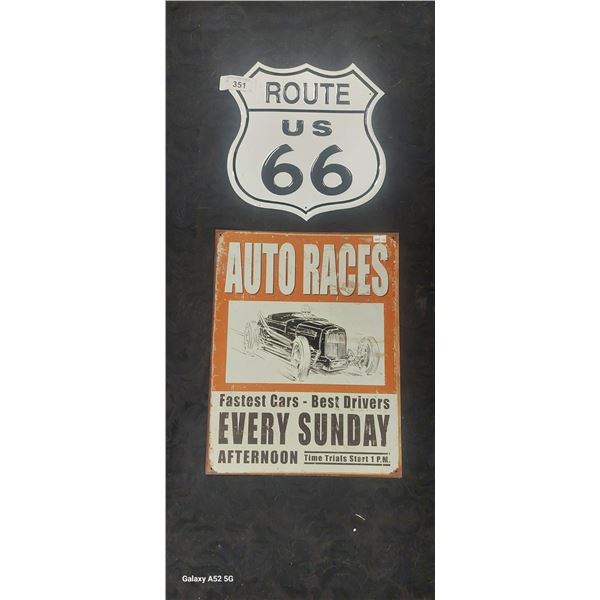 351
ROUTE
US
66
AUTO RACES
Fastest Cars - Best Drivers
EVERY SUNDAY
AFTERNOON Time Trials Start 1 P.M.
Galaxy A52 5G